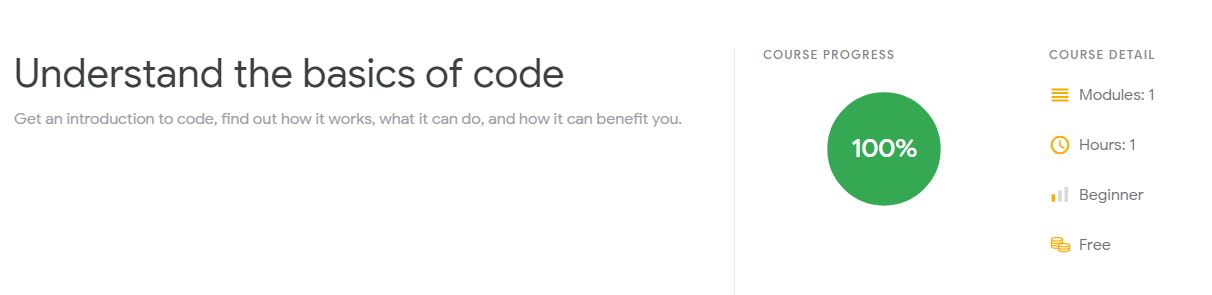 Understand the basics of code
Get an introduction to code, find out how it works, what it can do, and how it can benefit you.
COURSE PROGRESS
100%
COURSE DETAIL
Modules: 1
Hours: 1
Beginner
Free